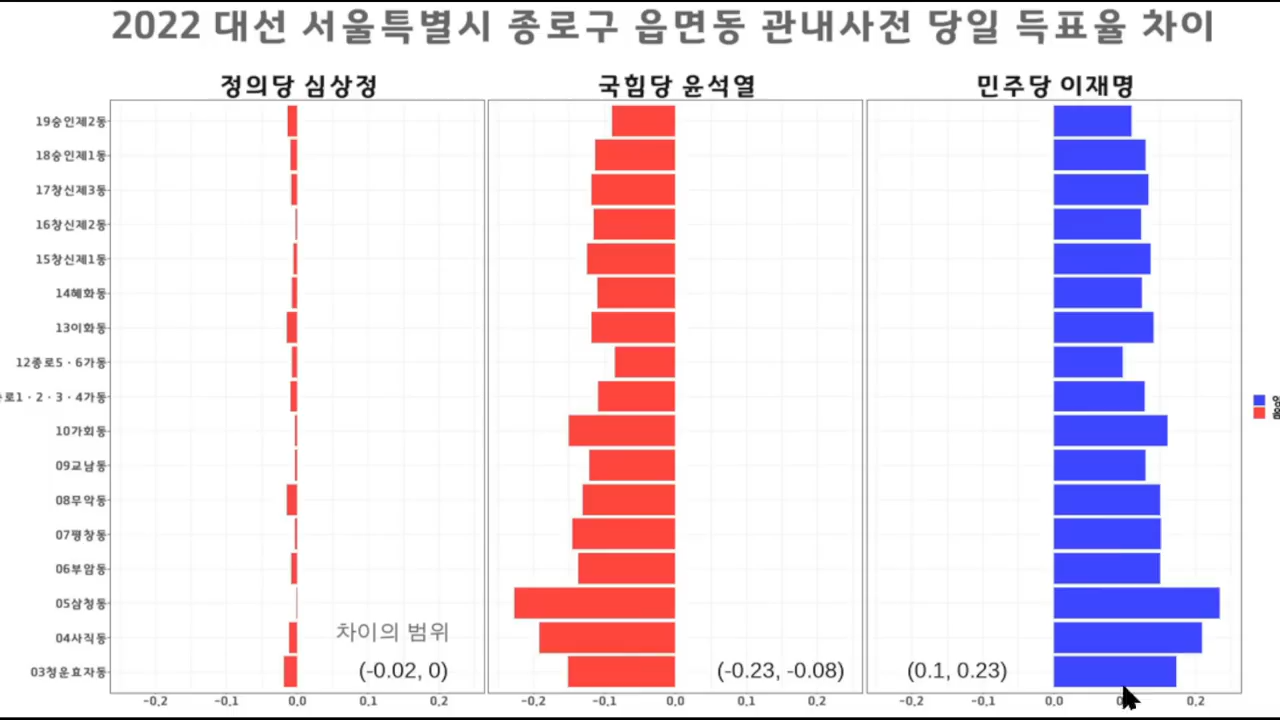 2022 대선 서울특별시 종로구 읍면동 관내사전 당일 득표율 차이
정의당 심상정
국힘당 윤석열
민주당 이재명
19숭인제2동
18숭인제1동
17창신제3동
16창신제2동
15창신제1동
14혜화동
13이화동
12종로5·6가동
로1·2·3·4가동
10가회동
09교남동
08무악동
07평창동
06부암동
05삼청동
04사직동
03청운효자동
차이의 범위
(-0.02, 0)
(-0.23, -0.08)
(0.1, 0.23)
-0.2 -0.1 0.0 0.1 0.2
-0.2 -0.1 0.0 0.1 0.2
-0.2 -0.1 0.0 0.2